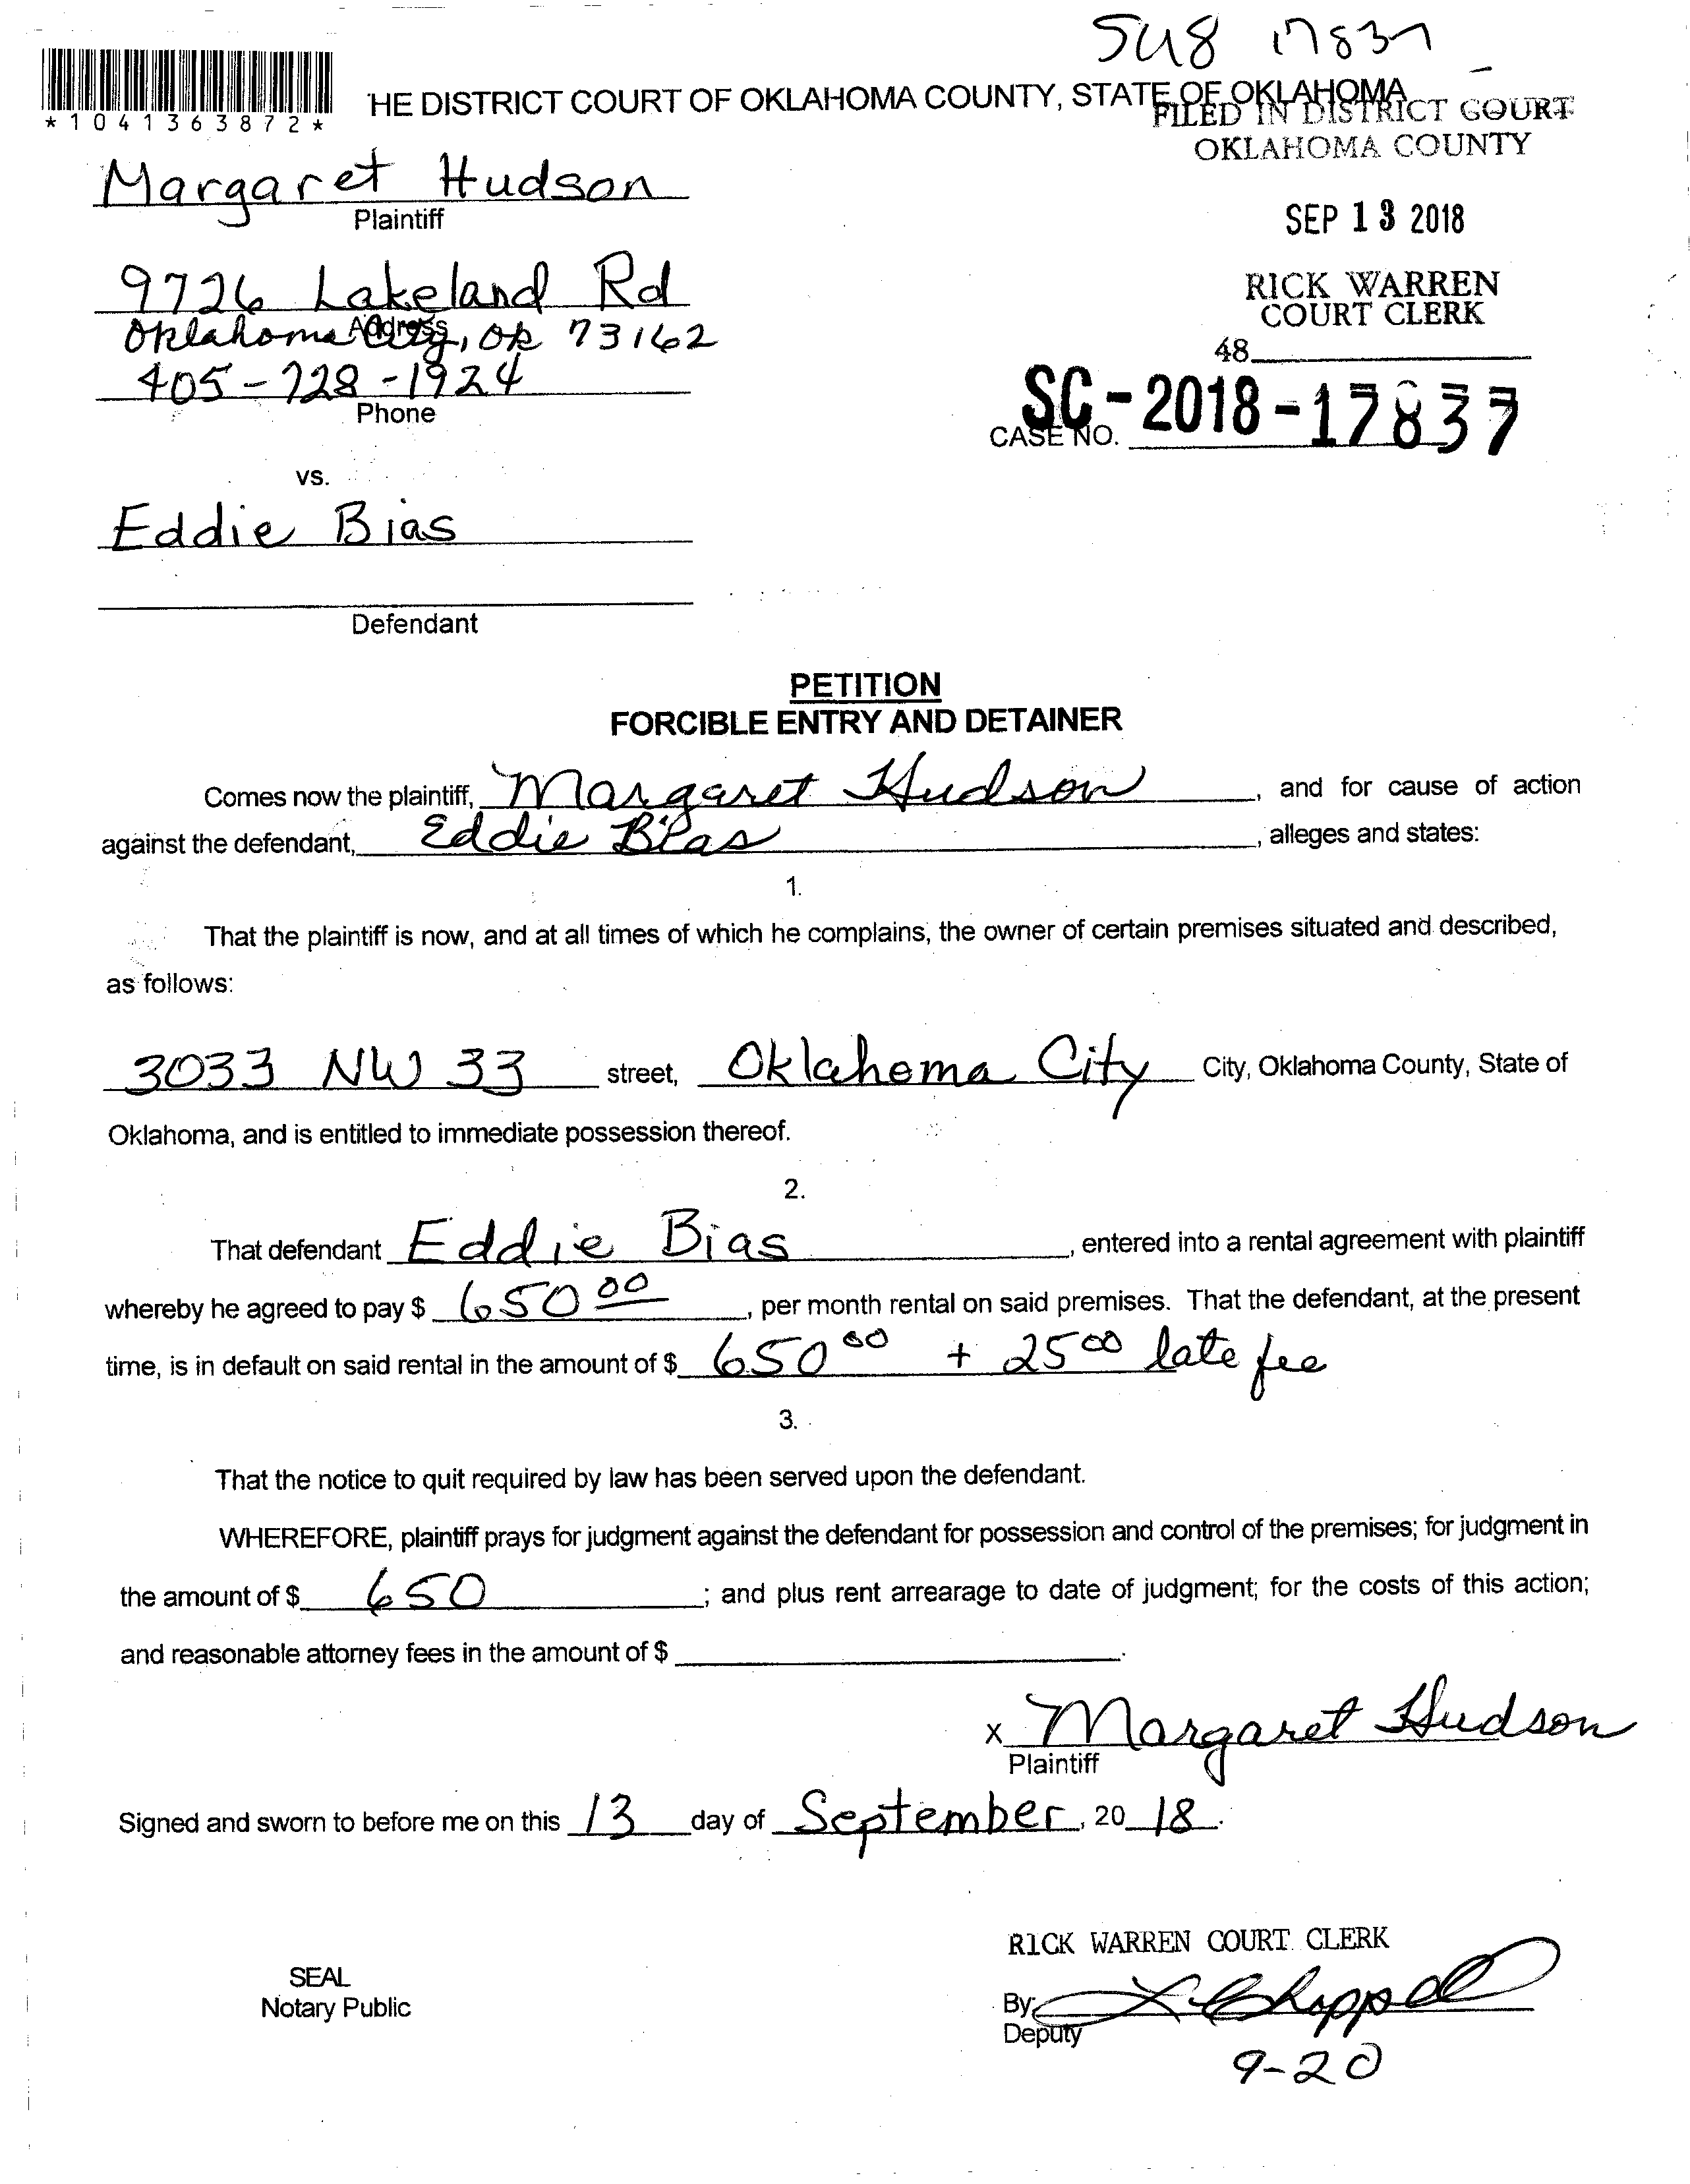 SC18 17837
*1041363872*
HE DISTRICT COURT OF OKLAHOMA COUNTY, STATE OF OKLAHOMA
FILED IN DISTRICT COURT
OKLAHOMA COUNTY
Margaret Hudson
Plaintiff
SEP 13 2018
9726 Lakeland Rd
RICK WARREN
COURT CLERK
Address
Oklahoma City, OK 73162
48
405-728-1924
Phone
SC-2018-17837
CASE NO.
vs.
Eddie Bias
Defendant
PETITION
FORCIBLE ENTRY AND DETAINER
Comes now the plaintiff, Margaret Hudson, and for cause of action
against the defendant, Eddie Bias, alleges and states:
1.
That the plaintiff is now, and at all times of which he complains, the owner of certain premises situated and described,
as follows:
3033 NW 33 street, Oklahoma City City, Oklahoma County, State of
Oklahoma, and is entitled to immediate possession thereof.
2.
That defendant Eddie Bias, entered into a rental agreement with plaintiff
whereby he agreed to pay $ 650 00, per month rental on said premises. That the defendant, at the present
time, is in default on said rental in the amount of $ 650 00 + 25 00 late fee
3.
That the notice to quit required by law has been served upon the defendant.
WHEREFORE, plaintiff prays for judgment against the defendant for possession and control of the premises; for judgment in
the amount of $ 650; and plus rent arrearage to date of judgment; for the costs of this action;
and reasonable attorney fees in the amount of $ .
X Margaret Hudson
Plaintiff
Signed and sworn to before me on this 13 day of September, 20 18.
RICK WARREN COURT CLERK
SEAL
Notary Public
By: Chappel
Deputy
9-20